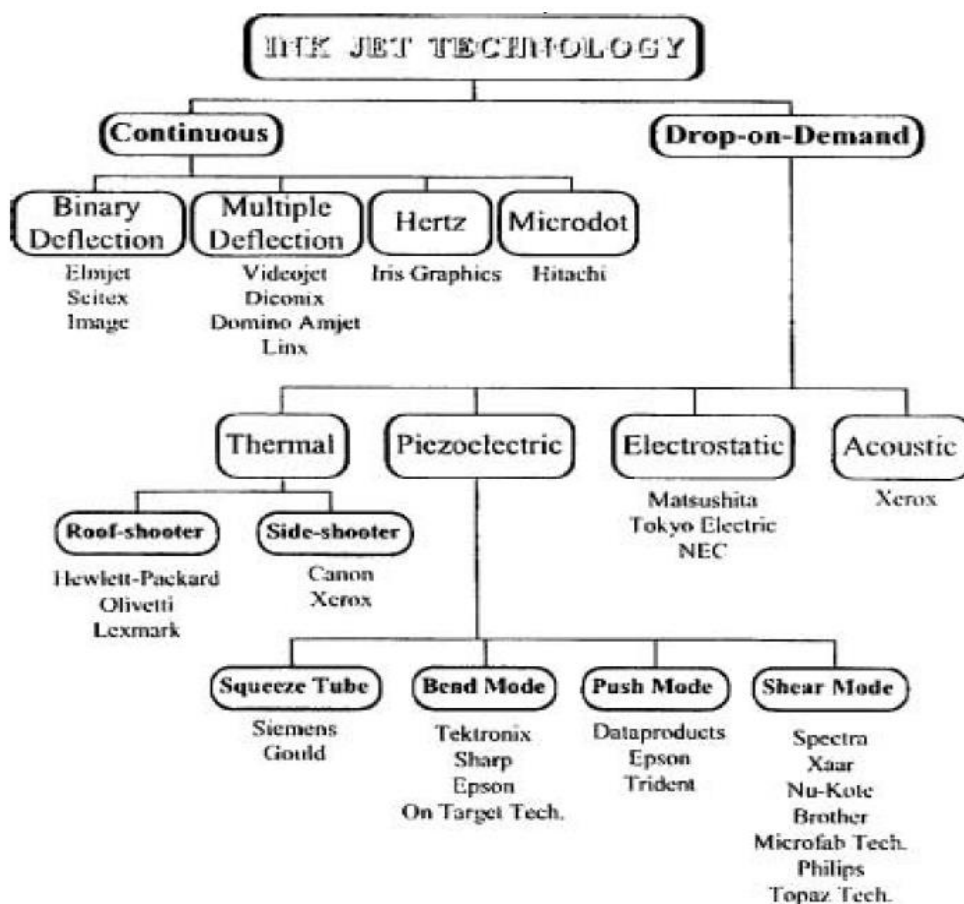 INK JET TECHNOLOGY
Continuous
Drop-on-Demand
Binary
Deflection
Elmjet
Scitex
Image
Multiple
Deflection
Videojet
Diconix
Domino Amjet
Linx
Hertz
Iris Graphics
Microdot
Hitachi
Thermal
Piezoelectric
Electrostatic
Matsushita
Tokyo Electric
NEC
Acoustic
Xerox
Roof-shooter
Hewlett-Packard
Olivetti
Lexmark
Side-shooter
Canon
Xerox
Squeeze Tube
Siemens
Gould
Bend Mode
Tektronix
Sharp
Epson
On Target Tech.
Push Mode
Dataproducts
Epson
Trident
Shear Mode
Spectra
Xaar
Nu-Kote
Brother
Microfab Tech.
Philips
Topaz Tech.